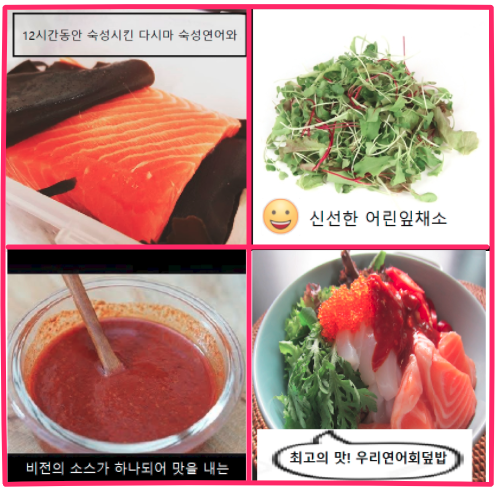 12시간동안 숙성시킨 다시마 숙성연어와
신선한 어린잎채소
비전의 소스가 하나되어 맛을 내는
최고의 맛! 우리연어회덮밥